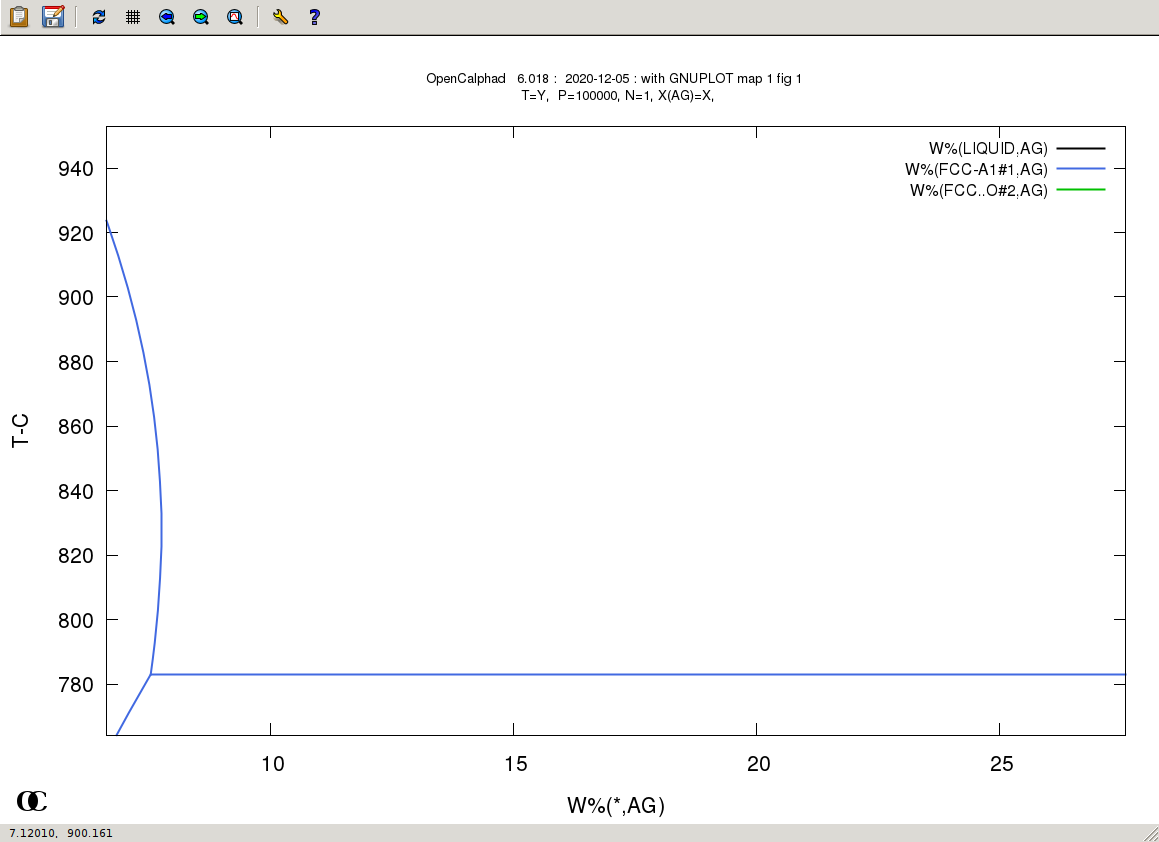 OpenCalphad 6.018 : 2020-12-05 : with GNUPLOT map 1 fig 1
T=Y, P=100000, N=1, X(AG)=X,
W%(LIQUID,AG)
W%(FCC-A1#1,AG)
W%(FCC..O#2,AG)
940
920
900
880
860
840
820
800
780
T-C
10 15 20 25
W%(*,AG)
OC
7.12010, 900.161